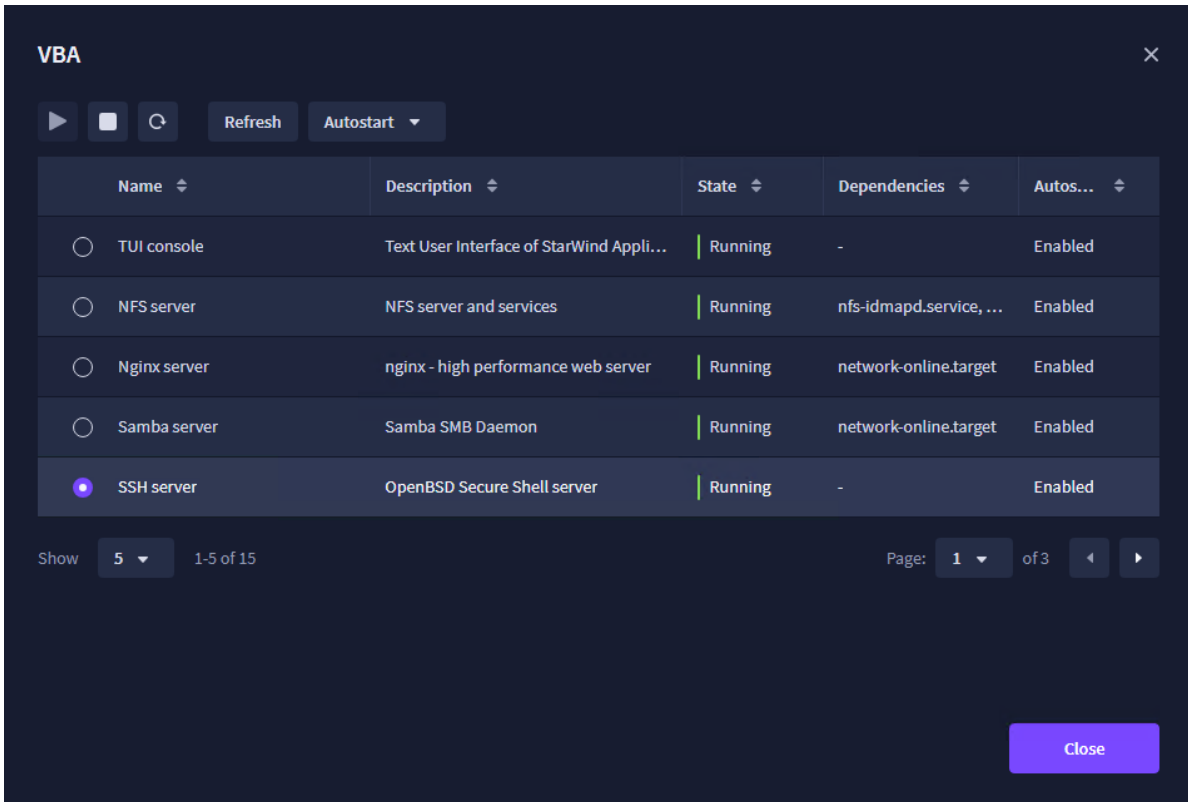 VBA
Refresh Autostart
Name Description State Dependencies Autos...
TUI console Text User Interface of StarWind Appli... Running - Enabled
NFS server NFS server and services Running nfs-idmapd.service, ... Enabled
Nginx server nginx - high performance web server Running network-online.target Enabled
Samba server Samba SMB Daemon Running network-online.target Enabled
SSH server OpenBSD Secure Shell server Running - Enabled
Show 5 1-5 of 15 Page: 1 of 3
Close